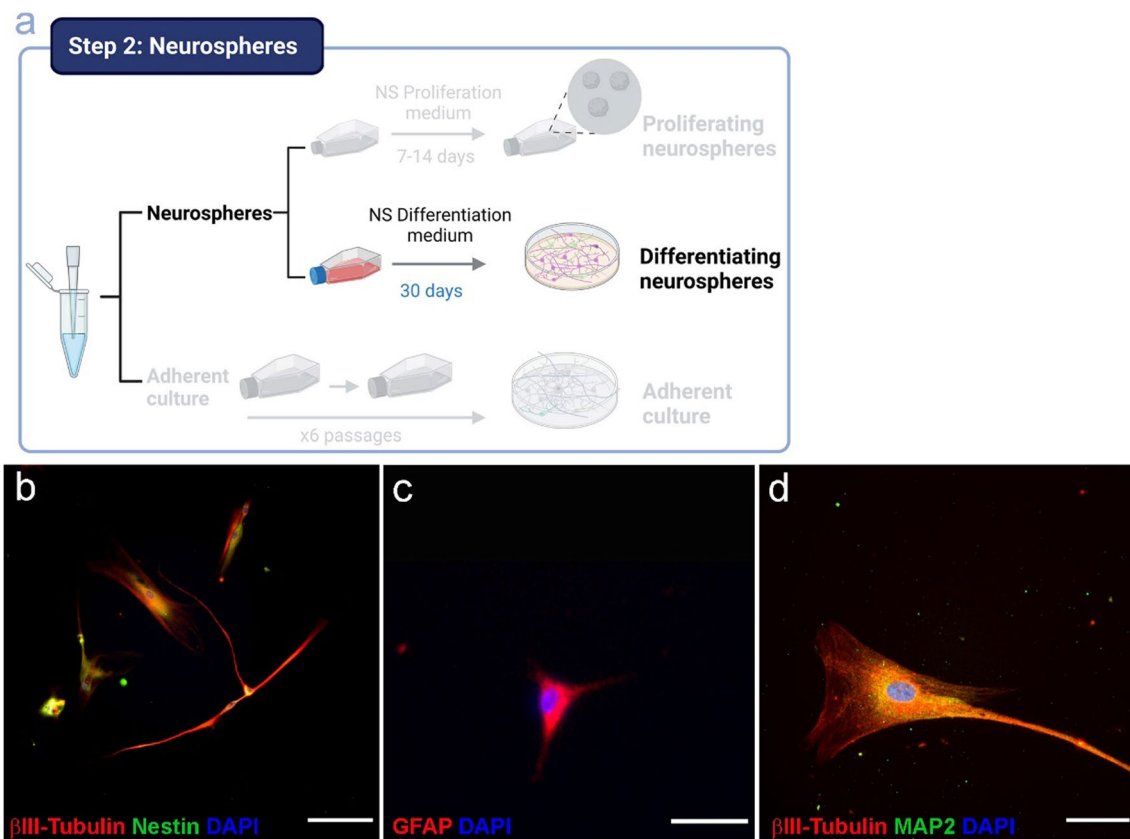 a
Step 2: Neurospheres
NS Proliferation
medium
7-14 days
Proliferating
neurospheres
Neurospheres
NS Differentiation
medium
30 days
Differentiating
neurospheres
Adherent
culture
x6 passages
Adherent
culture
b
βIII-Tubulin Nestin DAPI
c
GFAP DAPI
d
βIII-Tubulin MAP2 DAPI